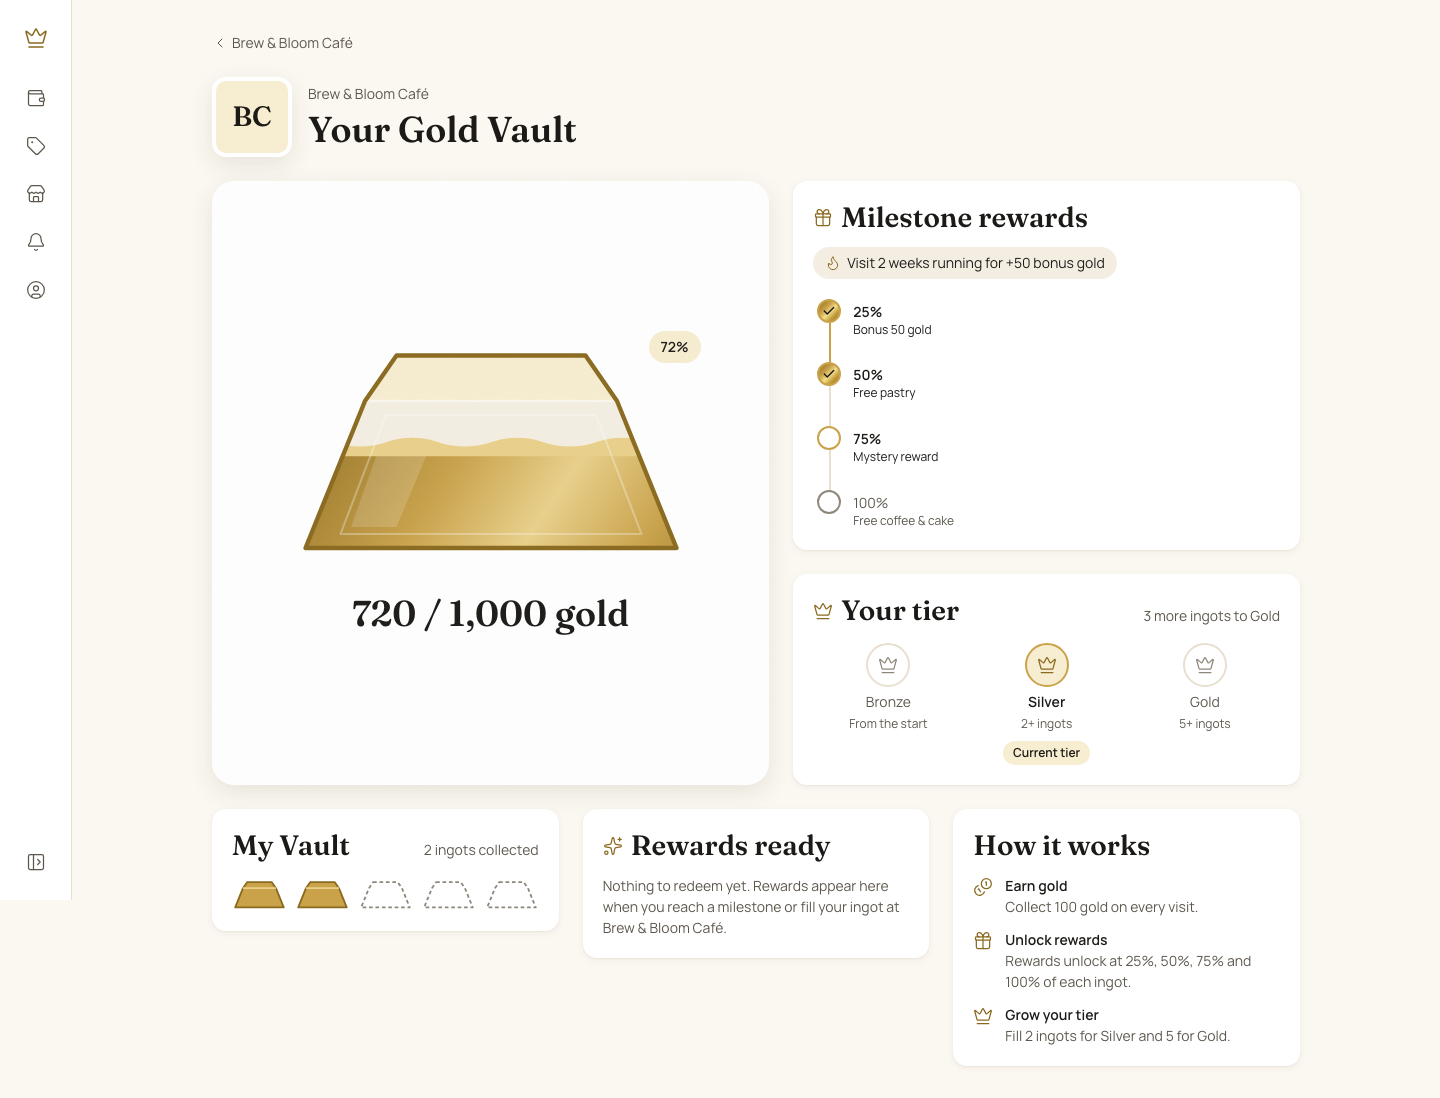 Brew & Bloom Café
BC
Brew & Bloom Café
Your Gold Vault
72%
720 / 1,000 gold
Milestone rewards
Visit 2 weeks running for +50 bonus gold
25%
Bonus 50 gold
50%
Free pastry
75%
Mystery reward
100%
Free coffee & cake
Your tier
3 more ingots to Gold
Bronze
From the start
Silver
2+ ingots
Current tier
Gold
5+ ingots
My Vault
2 ingots collected
Rewards ready
Nothing to redeem yet. Rewards appear here
when you reach a milestone or fill your ingot at
Brew & Bloom Café.
How it works
Earn gold
Collect 100 gold on every visit.
Unlock rewards
Rewards unlock at 25%, 50%, 75% and
100% of each ingot.
Grow your tier
Fill 2 ingots for Silver and 5 for Gold.